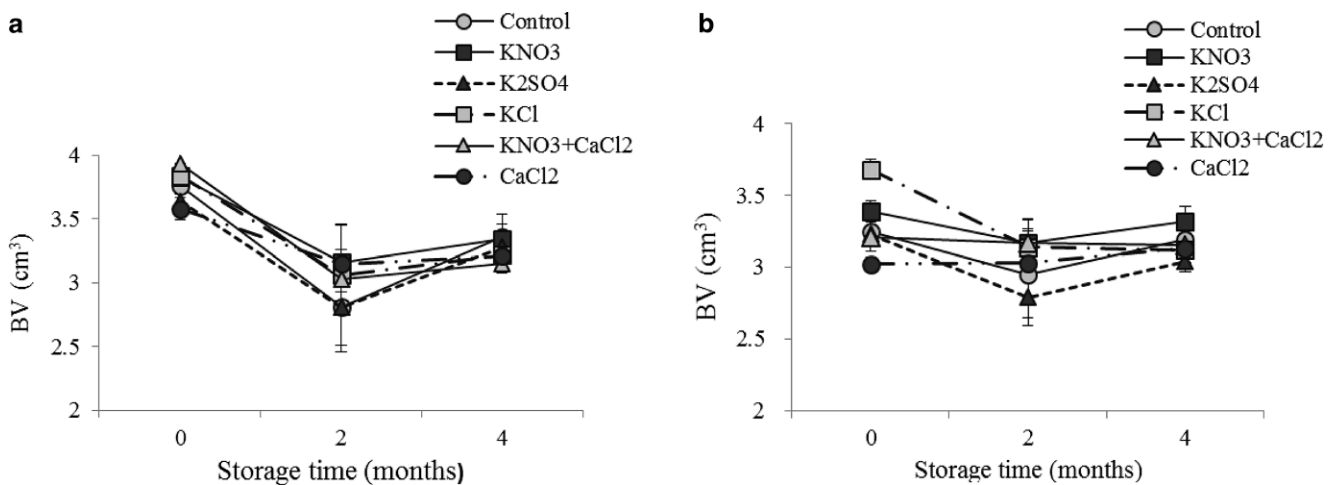 a
Control
KNO3
K2SO4
KCl
KNO3+CaCl2
CaCl2
4
3.5
3
2.5
2
BV (cm³)
0
2
4
Storage time (months)
b
Control
KNO3
K2SO4
KCl
KNO3+CaCl2
CaCl2
4
3.5
3
2.5
2
BV (cm³)
0
2
4
Storage time (months)